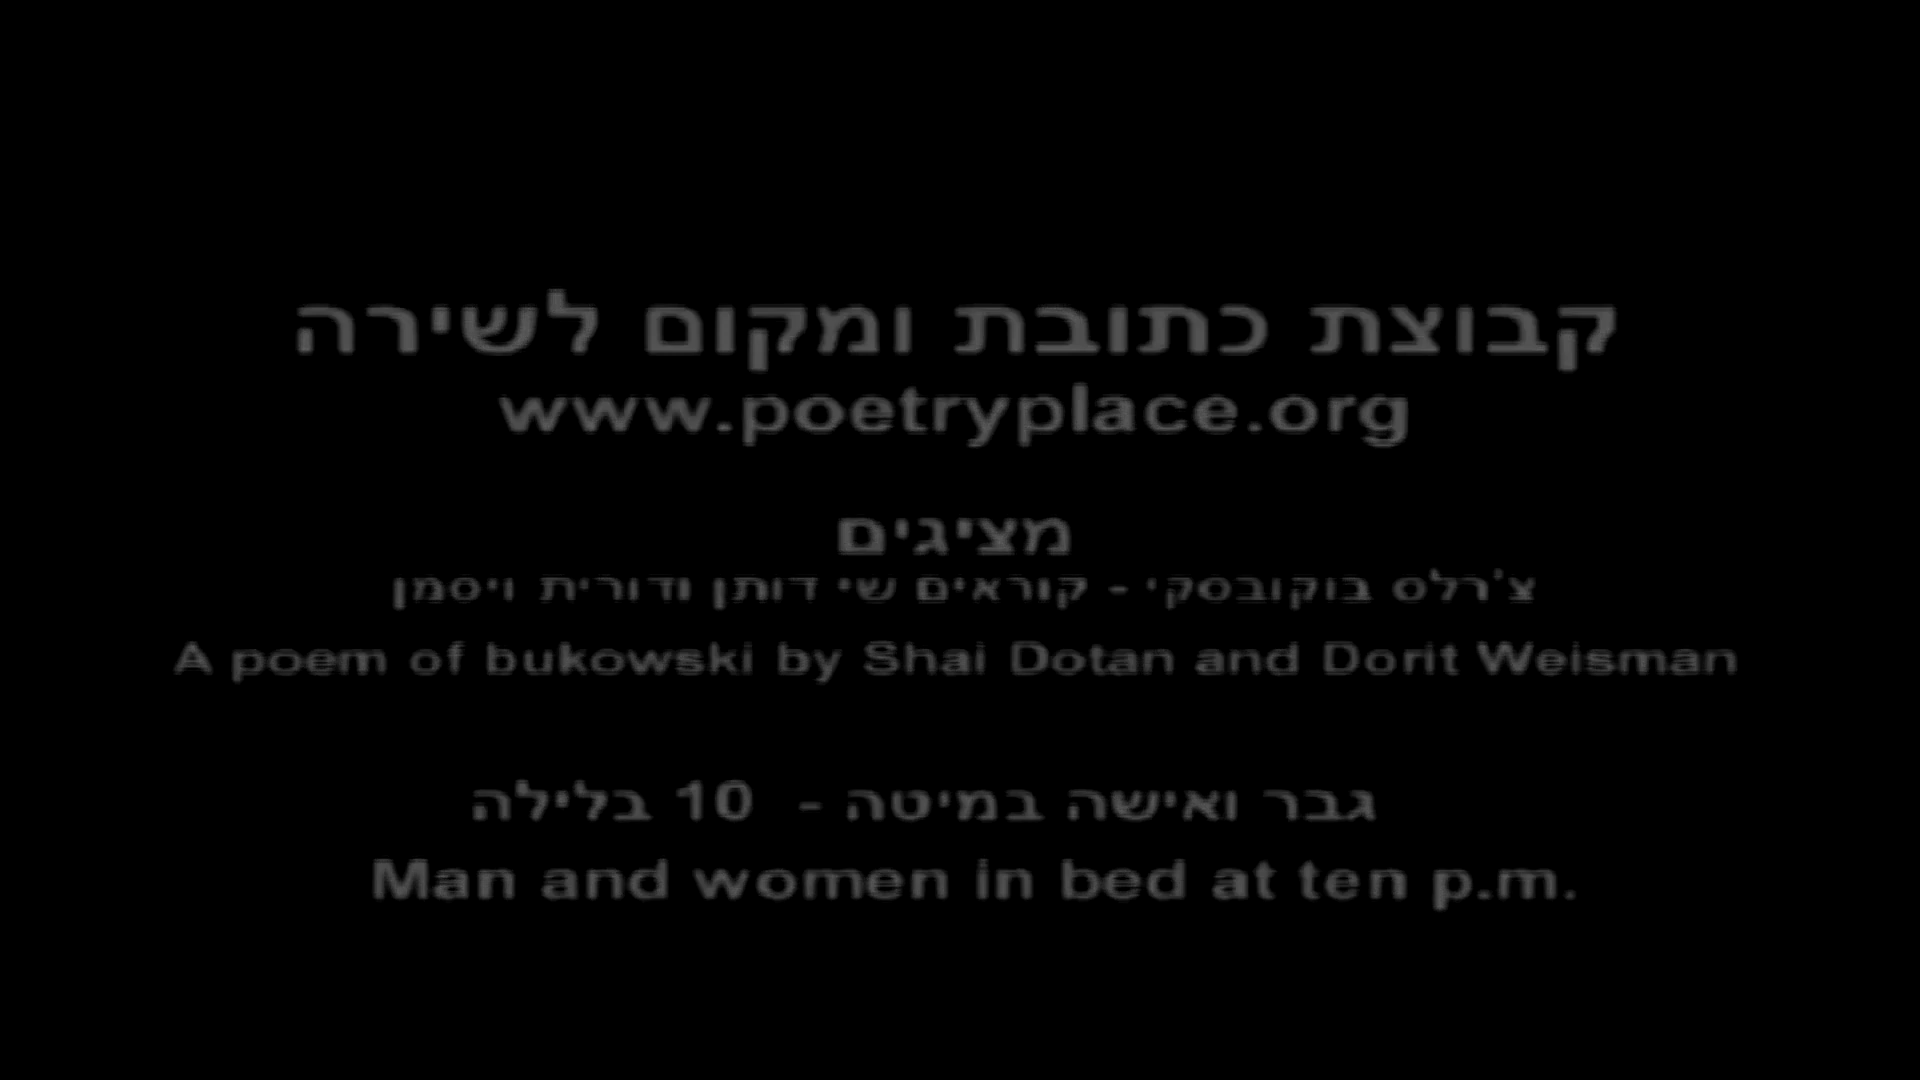 קבוצת כתובת ומקום לשירה
www.poetryplace.org
מציגים
צ'רלס בוקובסקי - קוראים שי דותן ודורית ויסמן
A poem of bukowski by Shai Dotan and Dorit Weisman
גבר ואישה במיטה - 10 בלילה
Man and women in bed at ten p.m.